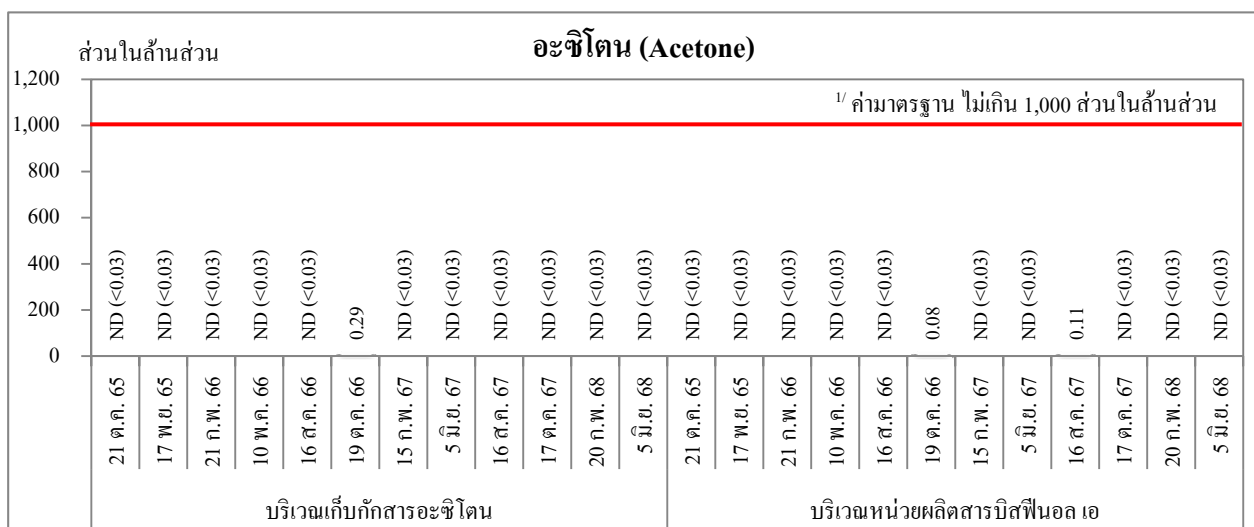 อะซิโตน (Acetone)
ส่วนในล้านส่วน
1,200
1,000
800
600
400
200
0
1/ ค่ามาตรฐาน ไม่เกิน 1,000 ส่วนในล้านส่วน
ND (<0.03)
ND (<0.03)
ND (<0.03)
ND (<0.03)
ND (<0.03)
0.29
ND (<0.03)
ND (<0.03)
ND (<0.03)
ND (<0.03)
ND (<0.03)
ND (<0.03)
ND (<0.03)
ND (<0.03)
ND (<0.03)
ND (<0.03)
ND (<0.03)
0.08
ND (<0.03)
ND (<0.03)
0.11
ND (<0.03)
ND (<0.03)
ND (<0.03)
21 ต.ค. 65
17 พ.ย. 65
21 ก.พ. 66
10 พ.ค. 66
16 ส.ค. 66
19 ต.ค. 66
15 ก.พ. 67
5 มิ.ย. 67
16 ส.ค. 67
17 ต.ค. 67
20 ก.พ. 68
5 มิ.ย. 68
21 ต.ค. 65
17 พ.ย. 65
21 ก.พ. 66
10 พ.ค. 66
16 ส.ค. 66
19 ต.ค. 66
15 ก.พ. 67
5 มิ.ย. 67
16 ส.ค. 67
17 ต.ค. 67
20 ก.พ. 68
5 มิ.ย. 68
บริเวณเก็บกักสารอะซิโตน
บริเวณหน่วยผลิตสารบิสฟีนอล เอ